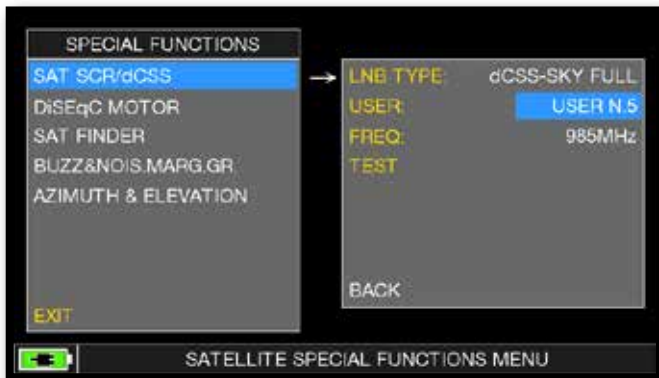 SPECIAL FUNCTIONS
SAT SCR/dCSS
DiSEqC MOTOR
SAT FINDER
BUZZ&NOIS.MARG.GR
AZIMUTH & ELEVATION
EXIT
→ LNB TYPE: dCSS-SKY FULL
USER: USER N.5
FREQ: 985MHz
TEST
BACK
SATELLITE SPECIAL FUNCTIONS MENU